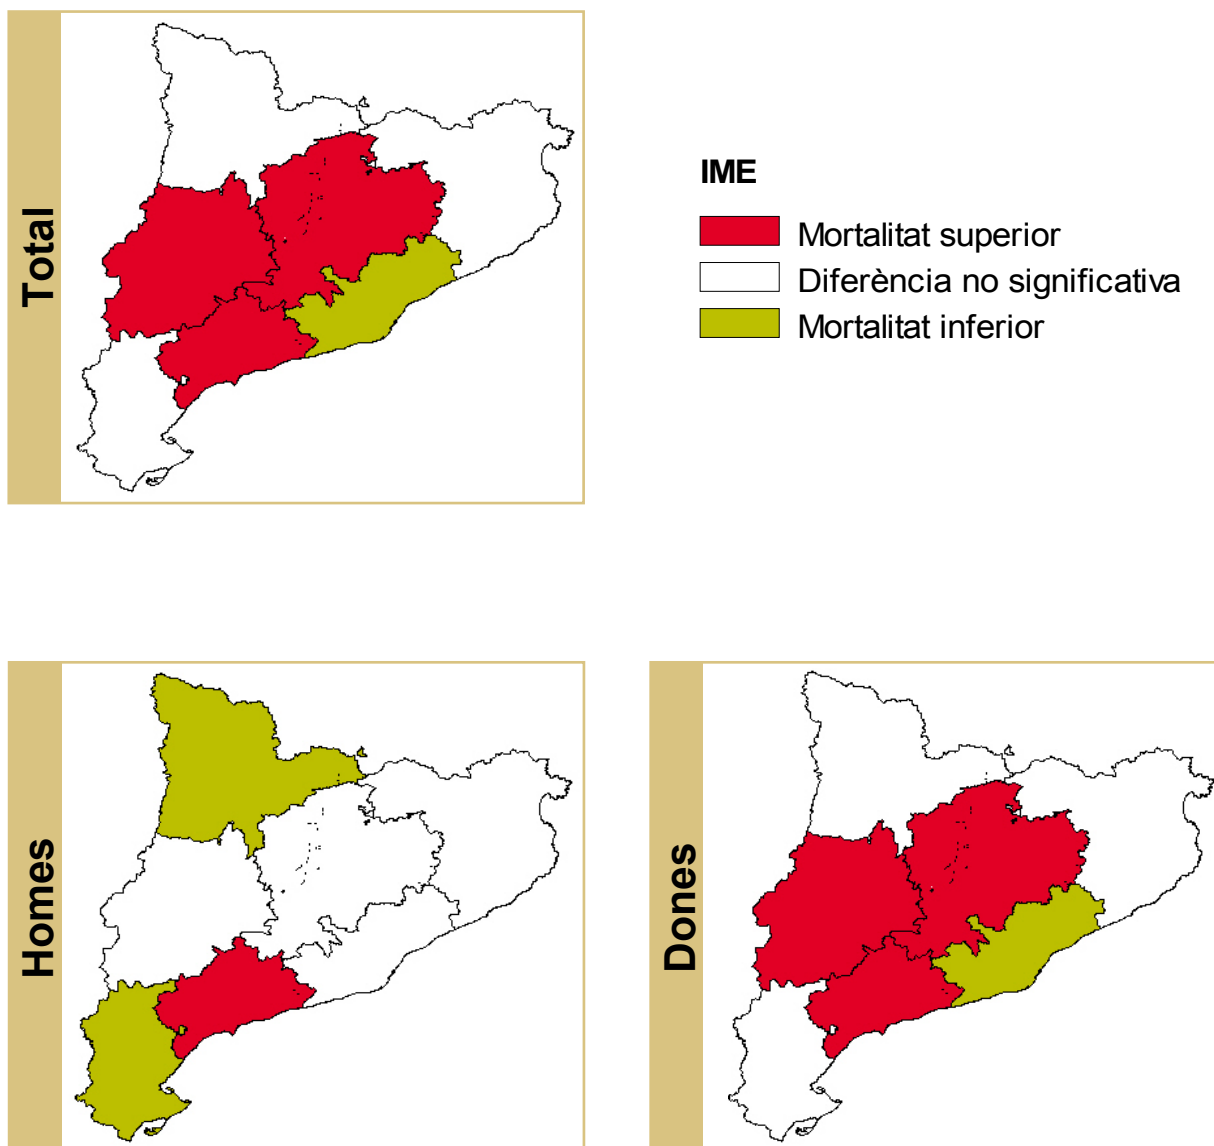 Total
IME
Mortalitat superior
Diferència no significativa
Mortalitat inferior
Homes
Dones